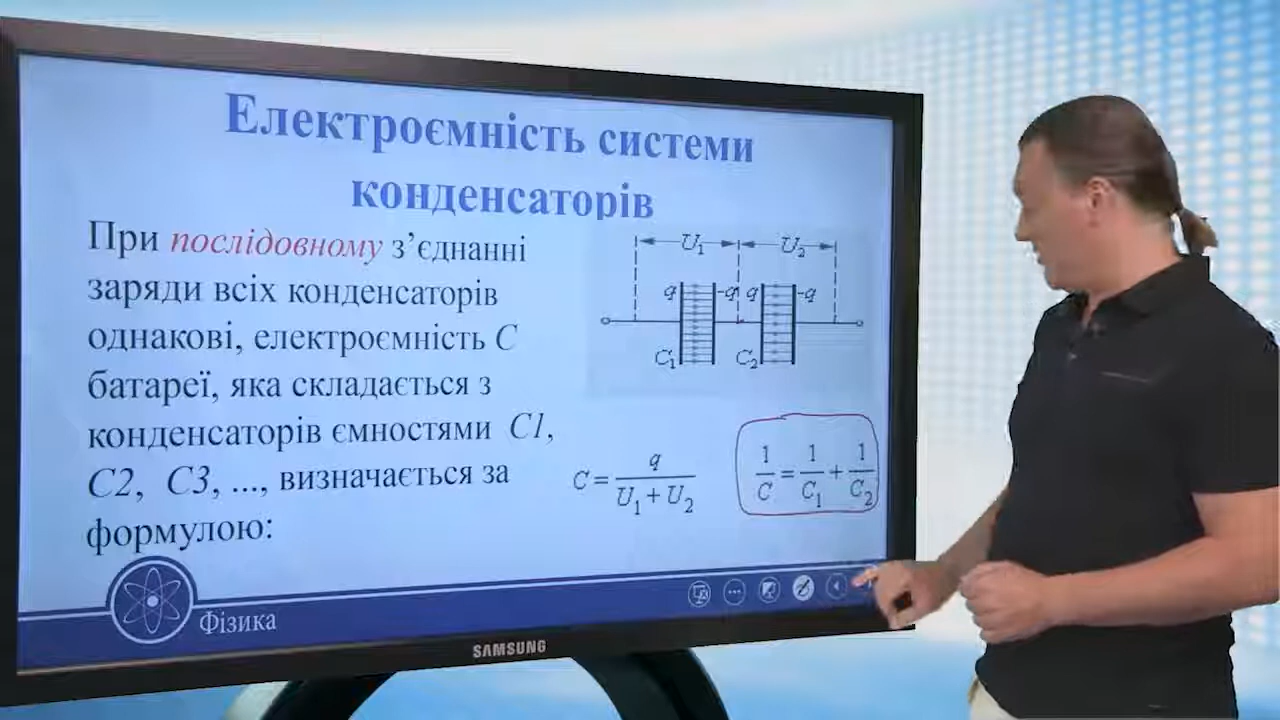 Електроємність системи
конденсаторів
При послідовному з’єднанні
заряди всіх конденсаторів
однакові, електроємність C
батареї, яка складається з
конденсаторів ємностями C1,
C2, C3, ..., визначається за
формулою:
U₁ U₂
q -q q -q
C₁ C₂
C = q / (U₁ + U₂)
1/C = 1/C₁ + 1/C₂
Фізика
SAMSUNG